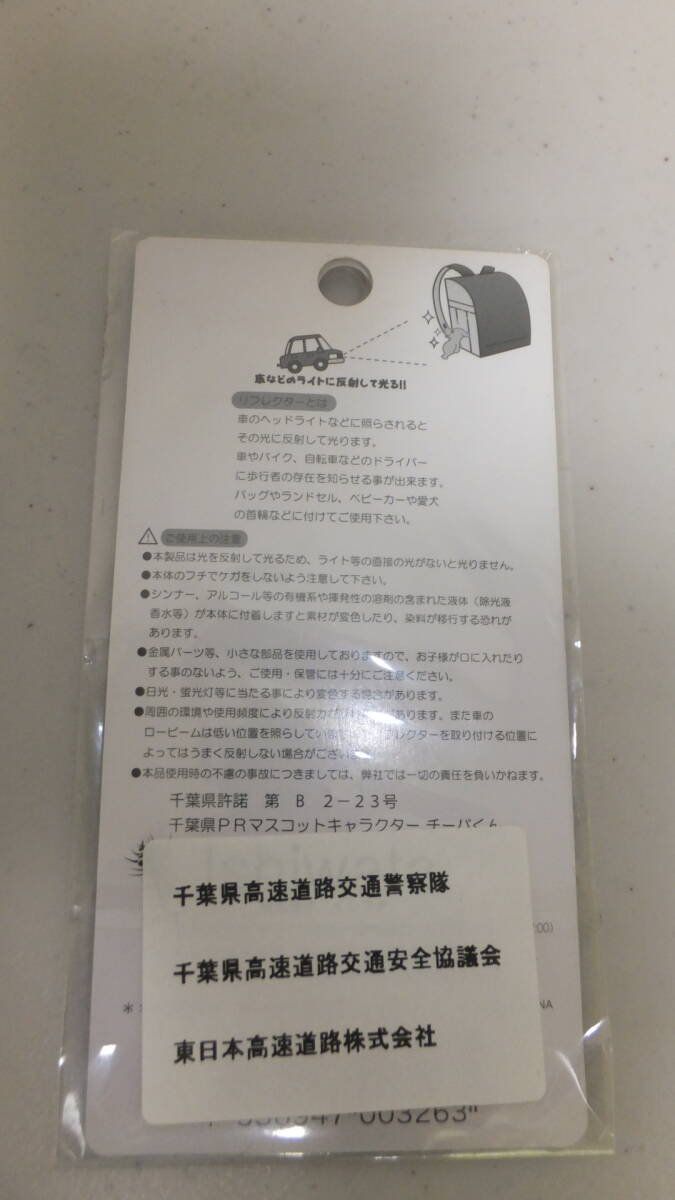 車などのライトに反射して光る!!
リフレクターとは
車のヘッドライトなどに照らされると
その光に反射して光ります。
車やバイク、自転車などのドライバー
に歩行者の存在を知らせる事が出来ます。
バッグやランドセル、ベビーカーや愛犬
の首輪などに付けてご使用下さい。
ご使用上の注意
●本製品は光を反射して光るため、ライト等の直接の光がないと光りません。
●本体のフチでケガをしないよう注意して下さい。
●シンナー、アルコール等の有機系や揮発性の溶剤の含まれた液体（除光液
香水等）が本体に付着しますと素材が変色したり、染料が移行する恐れが
あります。
●金属パーツ等、小さな部品を使用しておりますので、お子様が口に入れたり
する事のないよう、ご使用・保管には十分にご注意ください。
●日光・蛍光灯等に当たる事により変色する場合があります。
●周囲の環境や使用頻度により反射力が あります。また車の
ロービームは低い位置を照らしてい レクターを取り付ける位置に
よってはうまく反射しない場合がござい
●本品使用時の不慮の事故につきましては、弊社では一切の責任を負いかねます。
千葉県許諾 第 B 2－23号
千葉県PRマスコットキャラクター チーバくん
千葉県高速道路交通警察隊
:00)
千葉県高速道路交通安全協議会
NA
東日本高速道路株式会社
003263